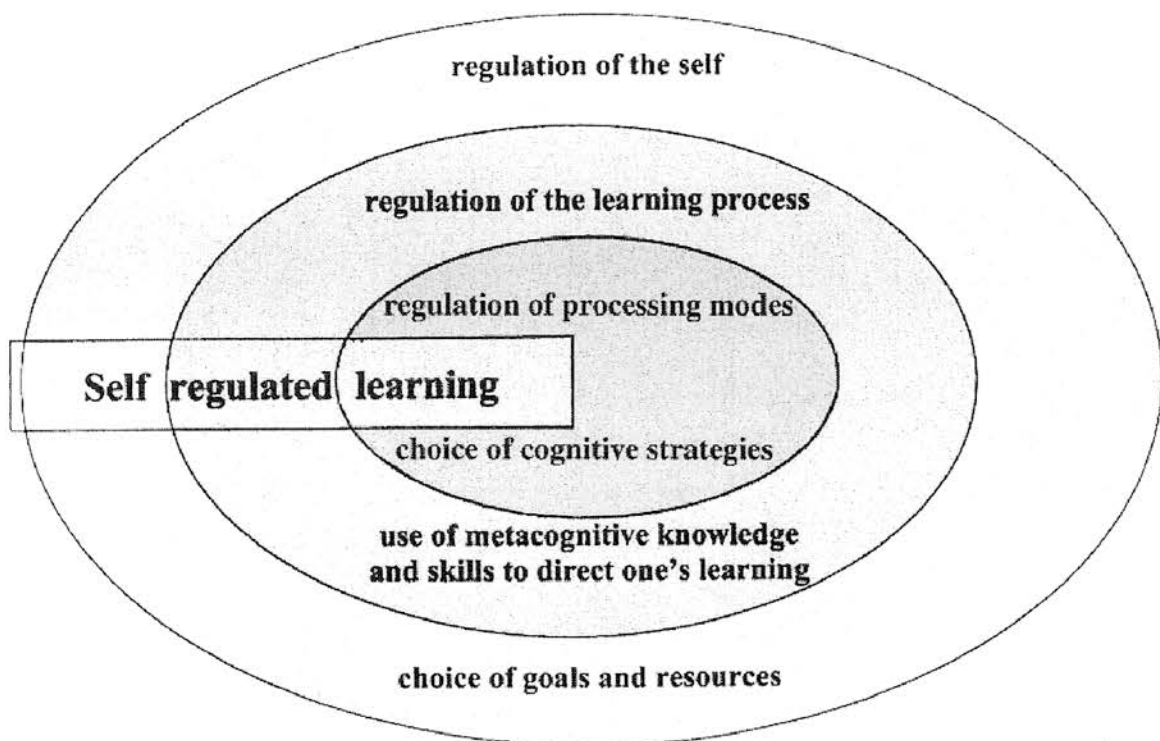 regulation of the self
regulation of the learning process
regulation of processing modes
Self regulated learning
choice of cognitive strategies
use of metacognitive knowledge
and skills to direct one's learning
choice of goals and resources